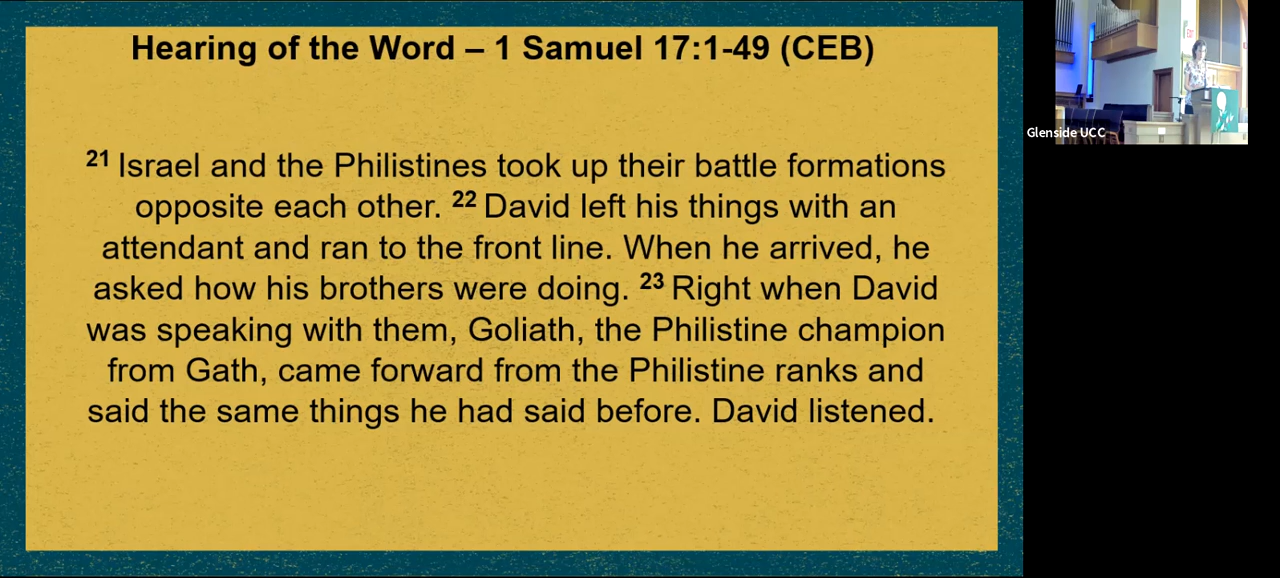 Hearing of the Word – 1 Samuel 17:1-49 (CEB)
21 Israel and the Philistines took up their battle formations
opposite each other. 22 David left his things with an
attendant and ran to the front line. When he arrived, he
asked how his brothers were doing. 23 Right when David
was speaking with them, Goliath, the Philistine champion
from Gath, came forward from the Philistine ranks and
said the same things he had said before. David listened.
Glenside UCC